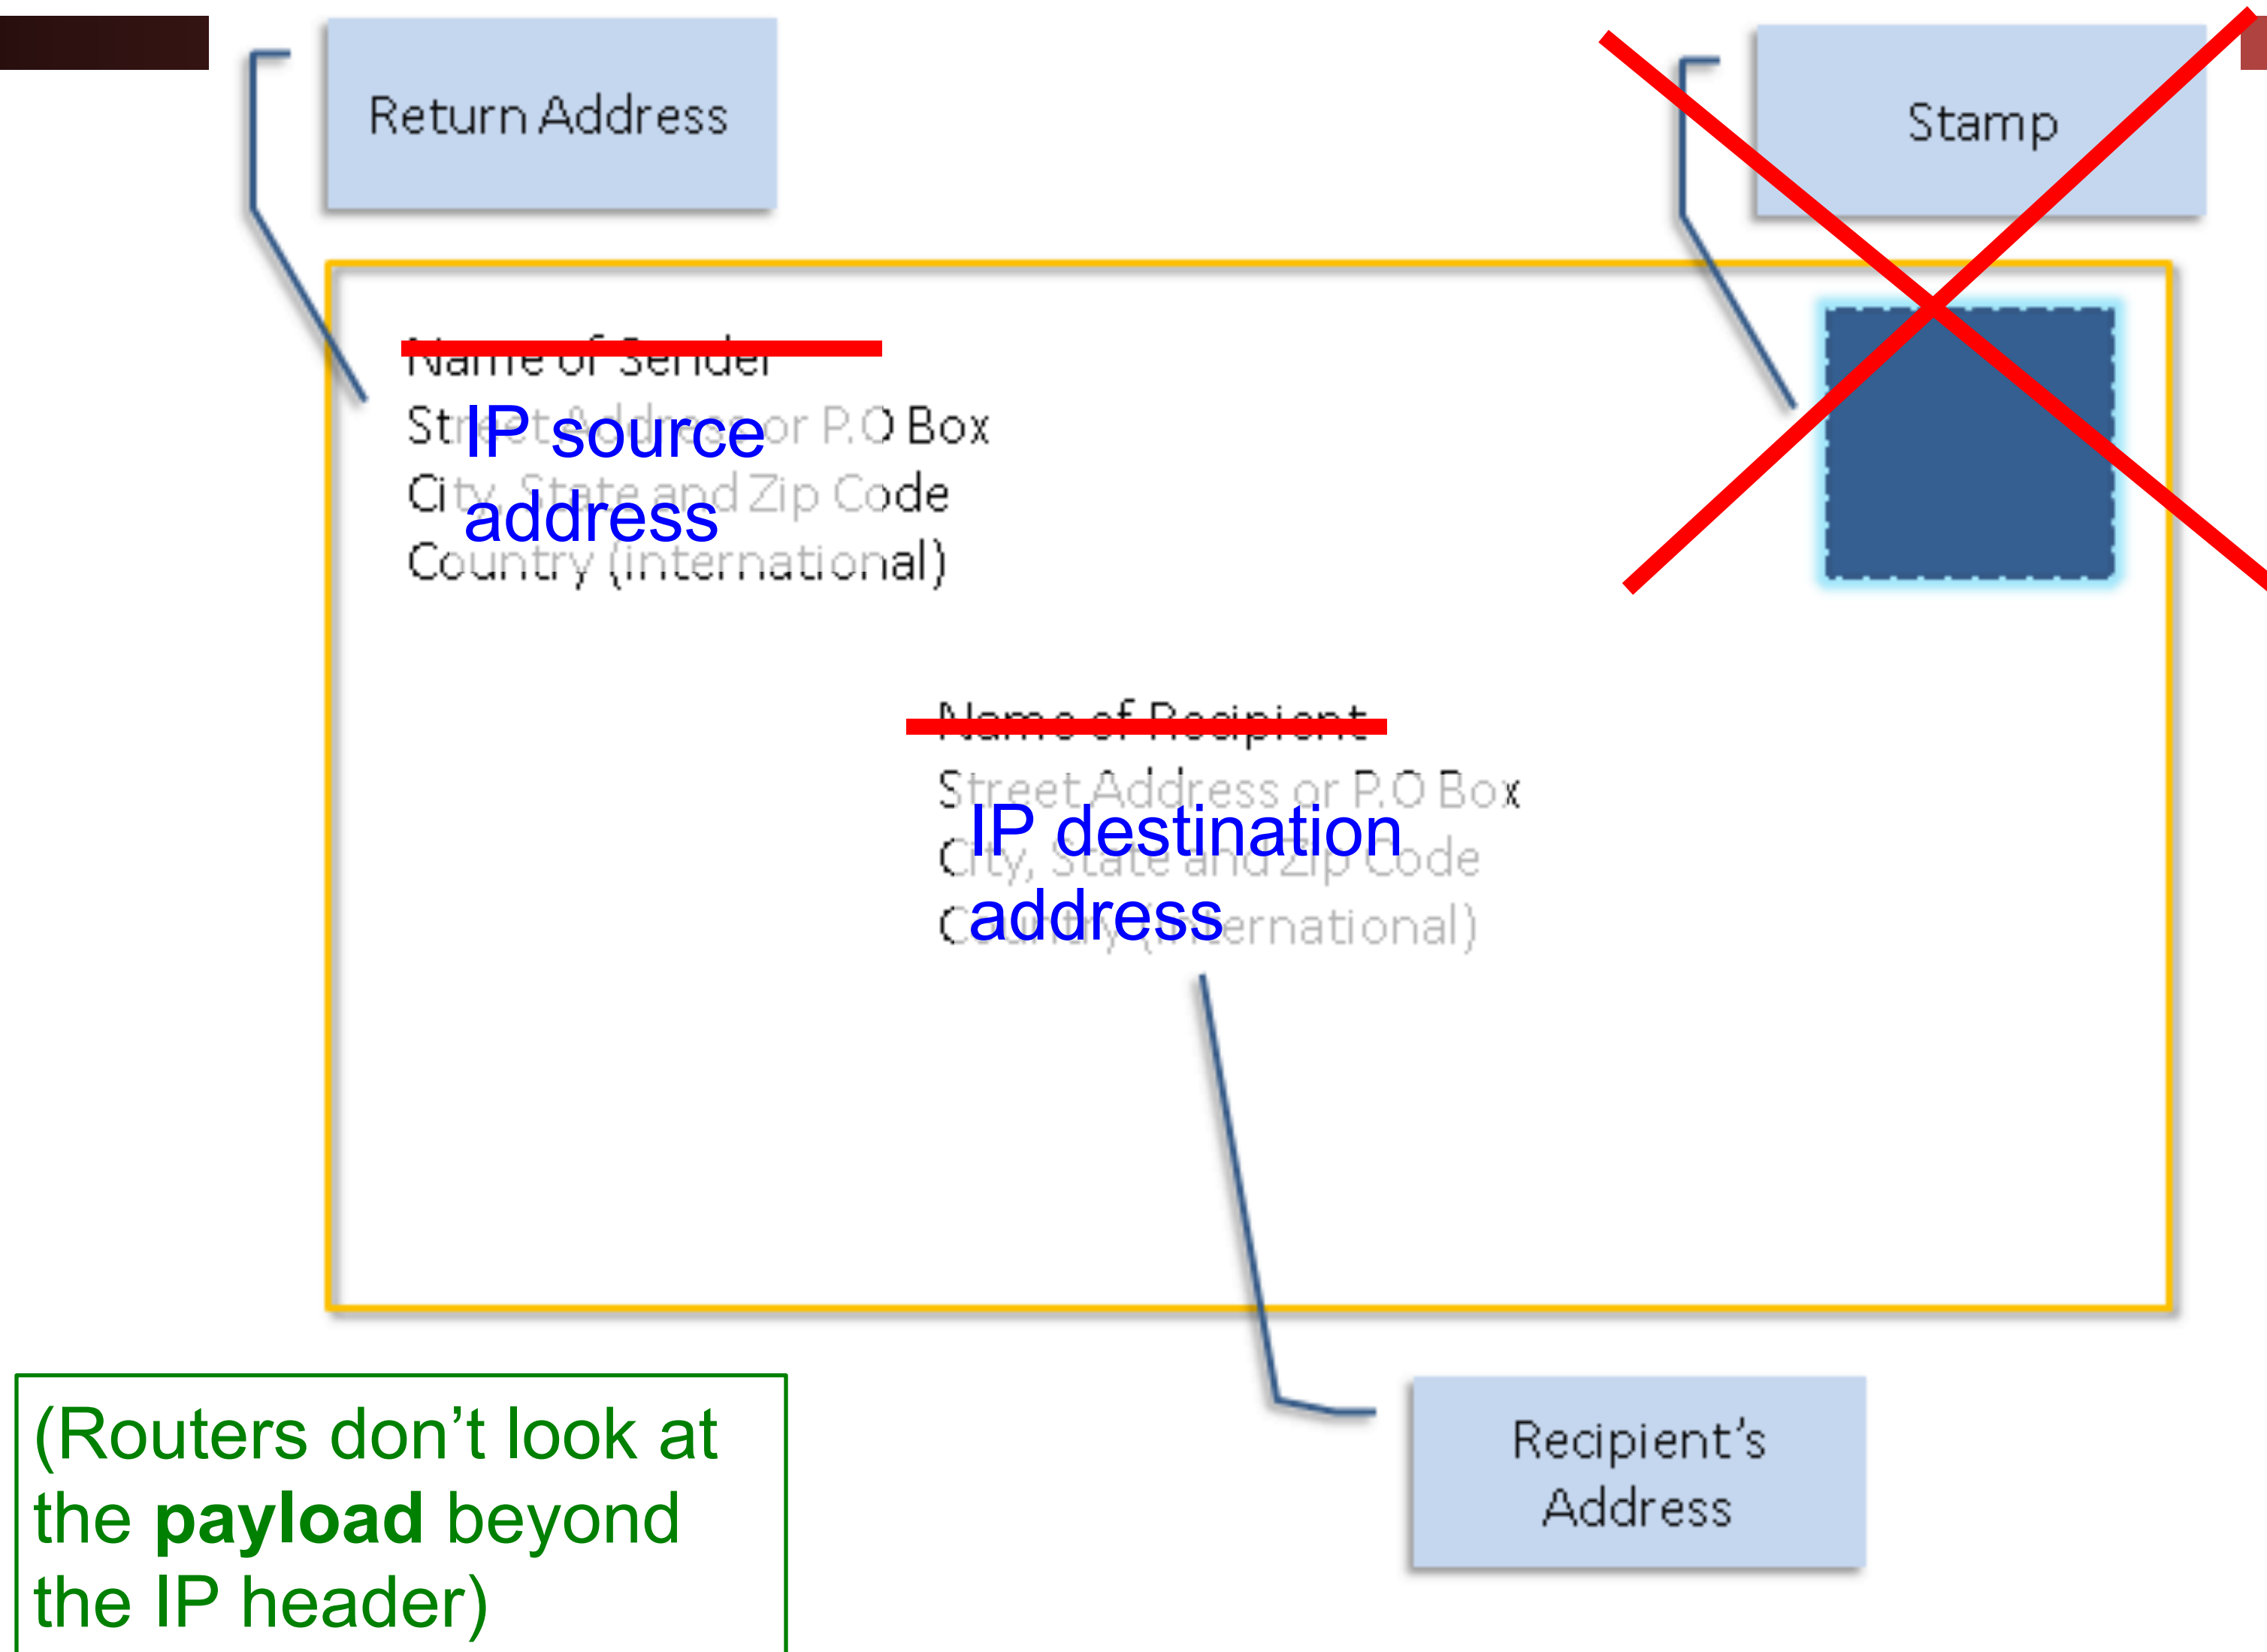 Return Address
Stamp
Name of Sender
Street Address or P.O Box
IP source
City, State and Zip Code
address
Country (international)
Name of Recipient
Street Address or P.O Box
IP destination
City, State and Zip Code
address
Country (international)
(Routers don’t look at
the payload beyond
the IP header)
Recipient’s
Address